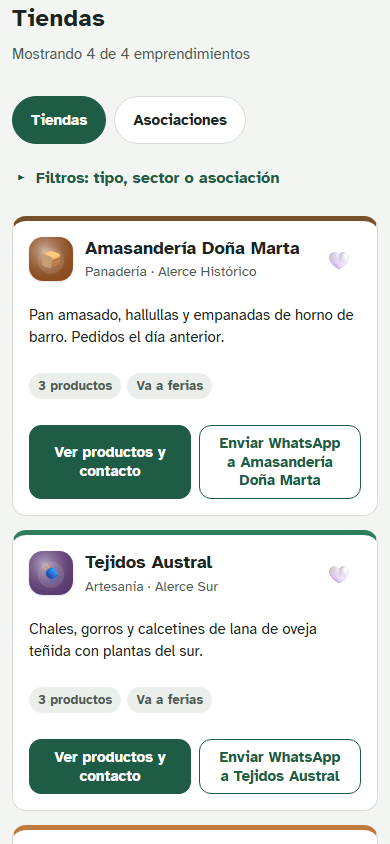 Tiendas
Mostrando 4 de 4 emprendimientos
Tiendas
Asociaciones
Filtros: tipo, sector o asociación
Amasandería Doña Marta
Panadería · Alerce Histórico
Pan amasado, hallullas y empanadas de horno de
barro. Pedidos el día anterior.
3 productos
Va a ferias
Ver productos y
contacto
Enviar WhatsApp
a Amasandería
Doña Marta
Tejidos Austral
Artesanía · Alerce Sur
Chales, gorros y calcetines de lana de oveja
teñida con plantas del sur.
3 productos
Va a ferias
Ver productos y
contacto
Enviar WhatsApp
a Tejidos Austral